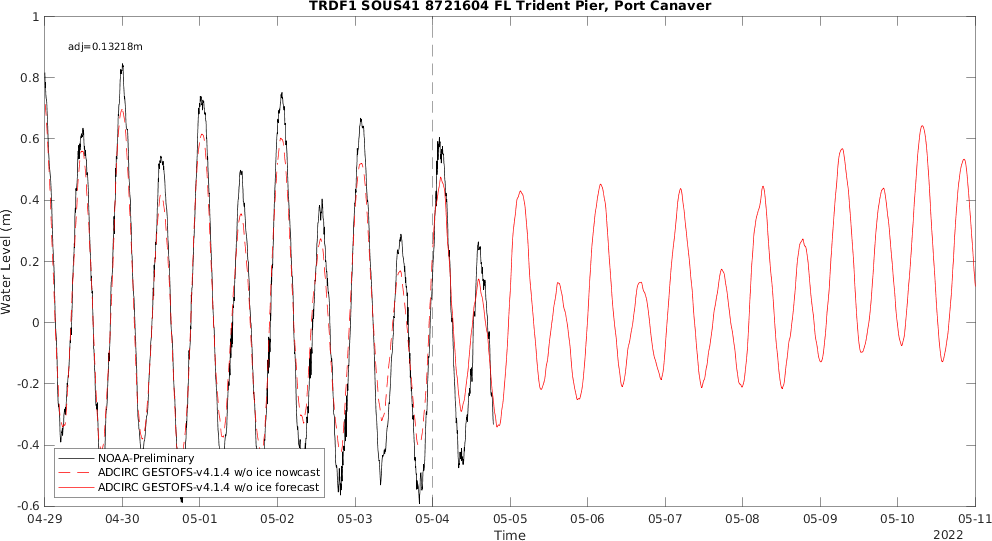 TRDF1 SOUS41 8721604 FL Trident Pier, Port Canaver
adj=0.13218m
Water Level (m)
1
0.8
0.6
0.4
0.2
0
-0.2
-0.4
-0.6
NOAA-Preliminary
ADCIRC GESTOFS-v4.1.4 w/o ice nowcast
ADCIRC GESTOFS-v4.1.4 w/o ice forecast
04-29 04-30 05-01 05-02 05-03 05-04 05-05 05-06 05-07 05-08 05-09 05-10 05-11
Time
2022